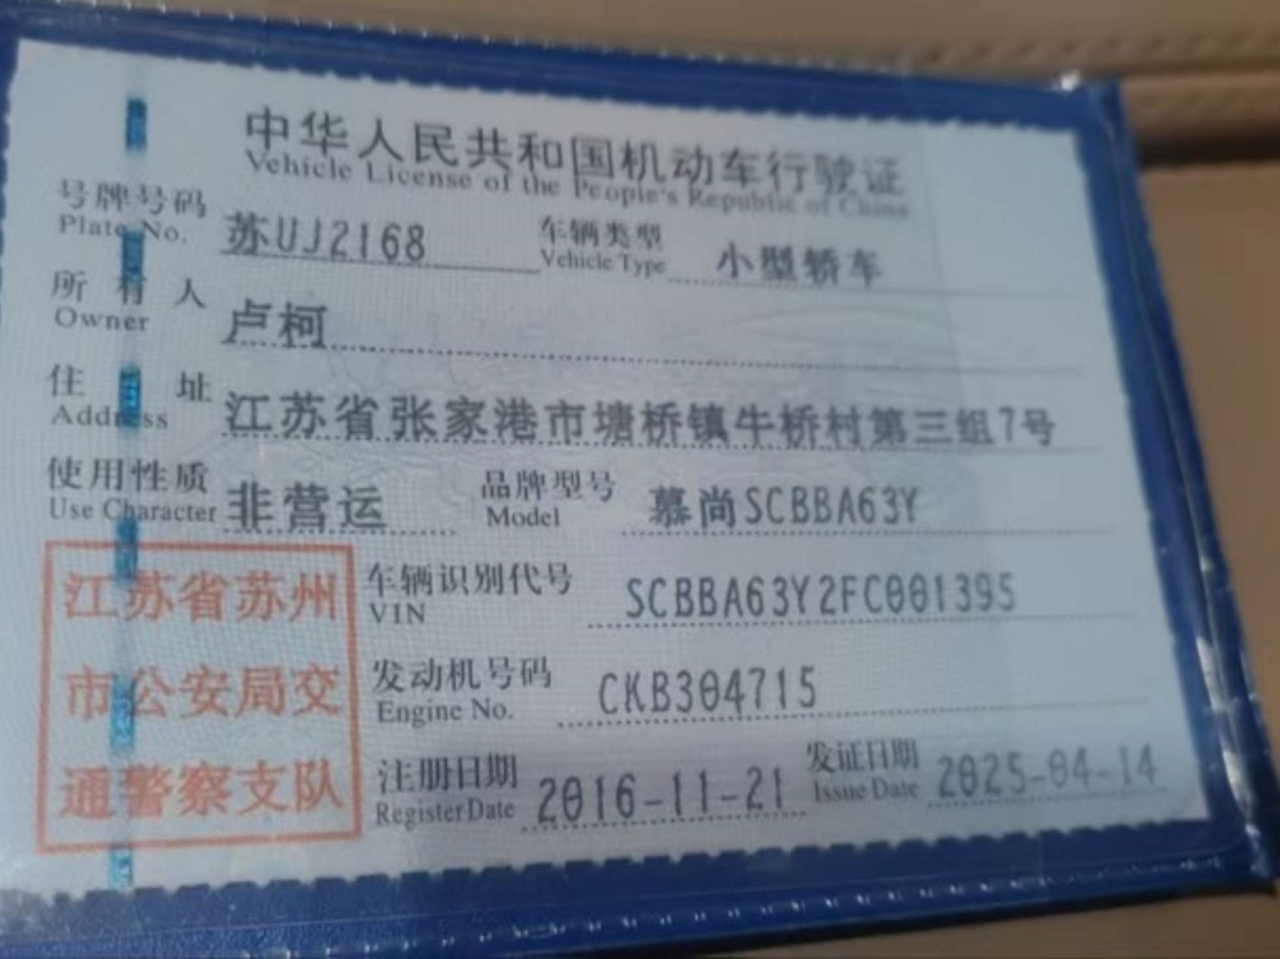 中华人民共和国机动车行驶证
Vehicle License of the People's Republic of China
号牌号码 苏UJ2168 车辆类型 小型轿车
Plate No. Vehicle Type
所有人 卢柯
Owner
住址 江苏省张家港市塘桥镇牛桥村第三组7号
Address
使用性质 非营运 品牌型号 慕尚SCBBA63Y
Use Character Model
江苏省苏州
市公安局交
通警察支队
车辆识别代号 SCBBA63Y2FC001395
VIN
发动机号码 CKB304715
Engine No.
注册日期 2016-11-21 发证日期 2025-04-14
Register Date Issue Date